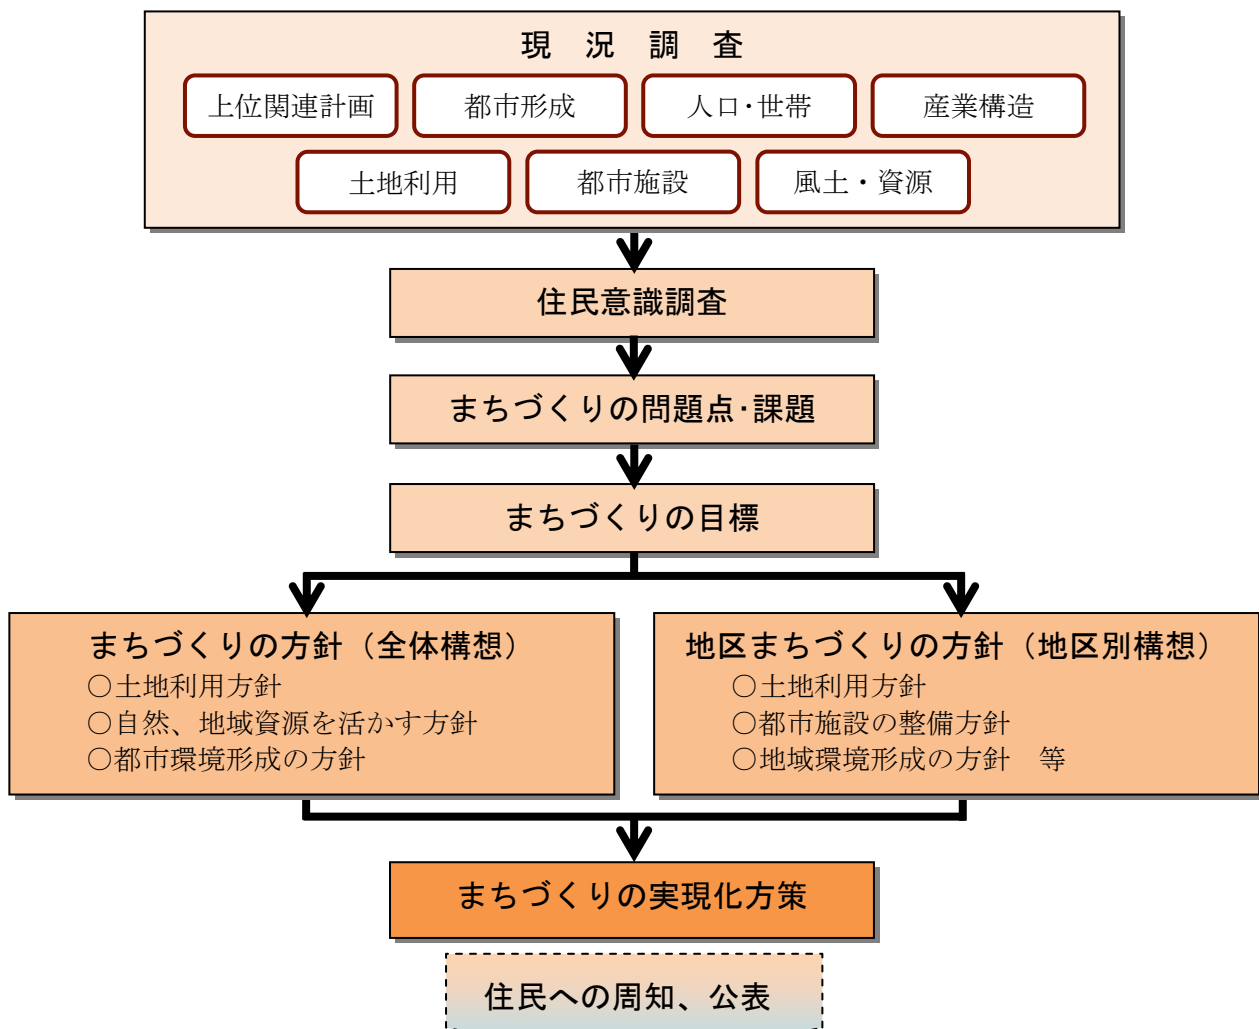 現　況　調　査
上位関連計画
都市形成
人口･世帯
産業構造
土地利用
都市施設
風土・資源
住民意識調査
まちづくりの問題点･課題
まちづくりの目標
まちづくりの方針（全体構想）
○土地利用方針
○自然、地域資源を活かす方針
○都市環境形成の方針
地区まちづくりの方針（地区別構想）
○土地利用方針
○都市施設の整備方針
○地域環境形成の方針　等
まちづくりの実現化方策
住民への周知、公表